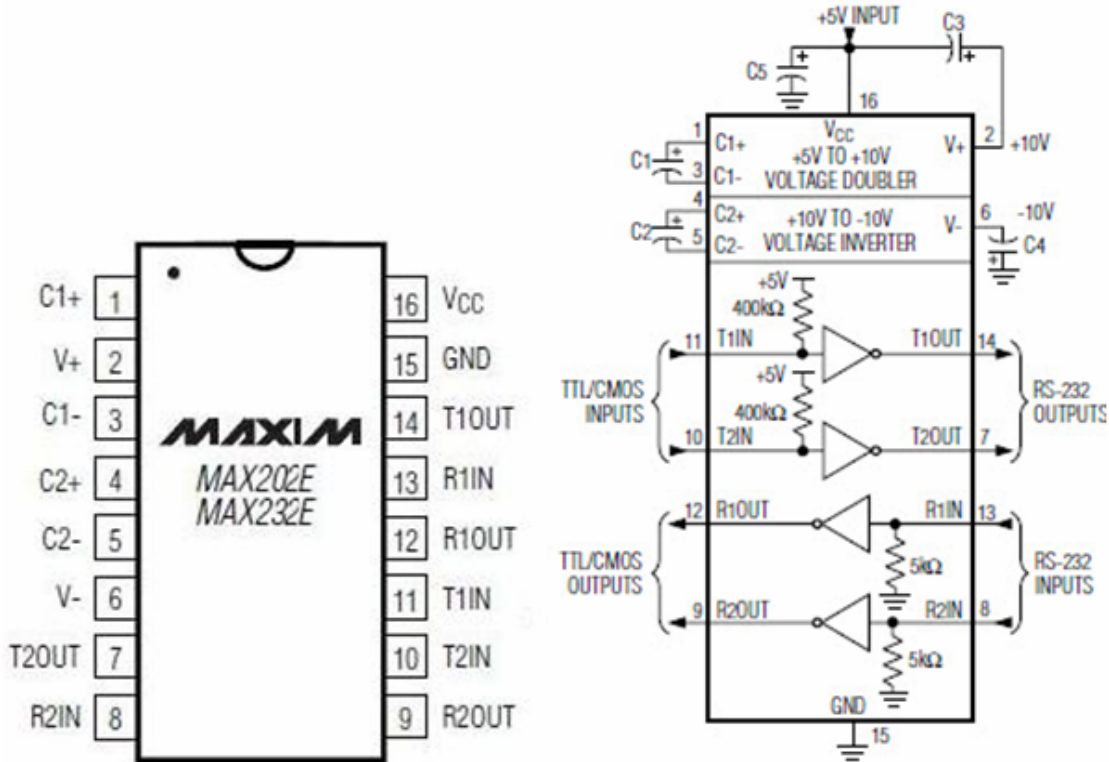 C1+ 1
V+ 2
C1- 3
C2+ 4
C2- 5
V- 6
T2OUT 7
R2IN 8
16 VCC
15 GND
14 T1OUT
13 R1IN
12 R1OUT
11 T1IN
10 T2IN
9 R2OUT
MAXIM
MAX202E
MAX232E
+5V INPUT
C3
+
C5
+
16
VCC
1
C1+
C1
+
3
C1-
+5V TO +10V
VOLTAGE DOUBLER
V+
2
+10V
4
C2+
C2
+
5
C2-
+10V TO -10V
VOLTAGE INVERTER
V-
6
-10V
C4
+
+5V
400kΩ
11
T1IN
T1OUT
14
+5V
400kΩ
10
T2IN
T2OUT
7
TTL/CMOS
INPUTS
RS-232
OUTPUTS
12
R1OUT
R1IN
13
5kΩ
9
R2OUT
R2IN
8
5kΩ
TTL/CMOS
OUTPUTS
RS-232
INPUTS
GND
15